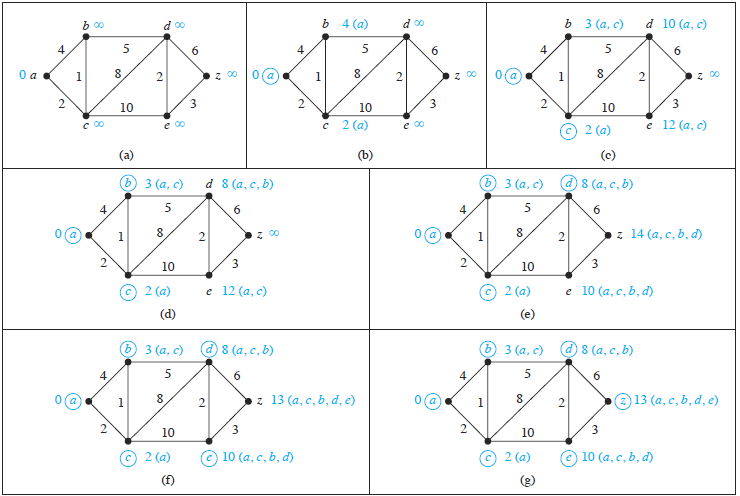 b ∞ d ∞
4 5 6
0 a 1 8 2 z ∞
2 10 3
c ∞ e ∞
(a)
b 4 (a) d ∞
4 5 6
0 a 1 8 2 z ∞
2 10 3
c 2 (a) e ∞
(b)
b 3 (a, c) d 10 (a, c)
4 5 6
0 a 1 8 2 z ∞
2 10 3
c 2 (a) e 12 (a, c)
(c)
b 3 (a, c) d 8 (a, c, b)
4 5 6
0 a 1 8 2 z ∞
2 10 3
c 2 (a) e 12 (a, c)
(d)
b 3 (a, c) d 8 (a, c, b)
4 5 6
0 a 1 8 2 z 14 (a, c, b, d)
2 10 3
c 2 (a) e 10 (a, c, b, d)
(e)
b 3 (a, c) d 8 (a, c, b)
4 5 6
0 a 1 8 2 z 13 (a, c, b, d, e)
2 10 3
c 2 (a) e 10 (a, c, b, d)
(f)
b 3 (a, c) d 8 (a, c, b)
4 5 6
0 a 1 8 2 z 13 (a, c, b, d, e)
2 10 3
c 2 (a) e 10 (a, c, b, d)
(g)